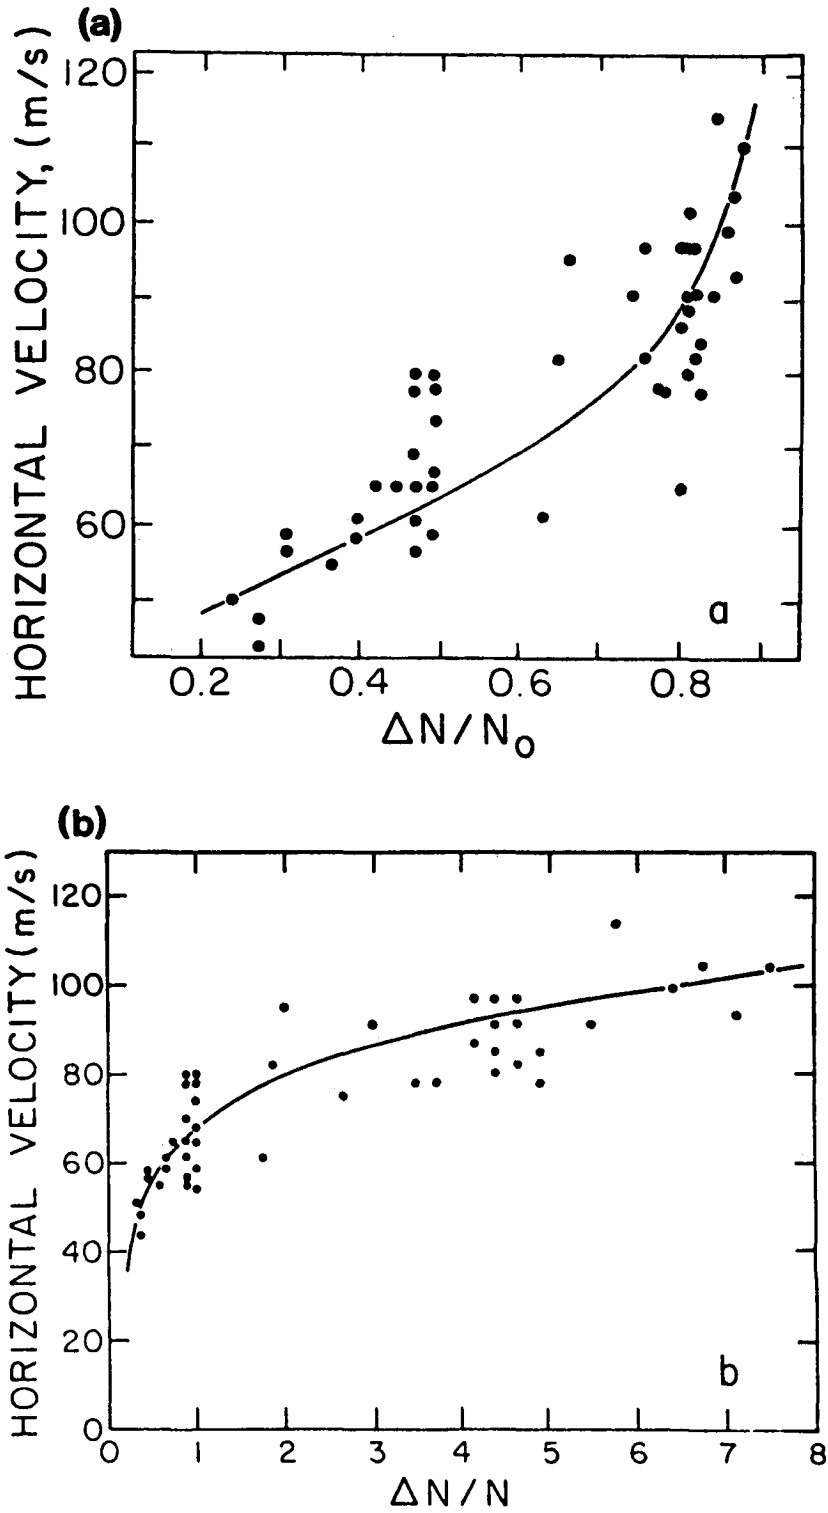 (a)
HORIZONTAL VELOCITY, (m/s)
120
100
80
60
a
0.2 0.4 0.6 0.8
ΔN/N₀
(b)
HORIZONTAL VELOCITY (m/s)
120
100
80
60
40
20
0
b
0 1 2 3 4 5 6 7 8
ΔN/N